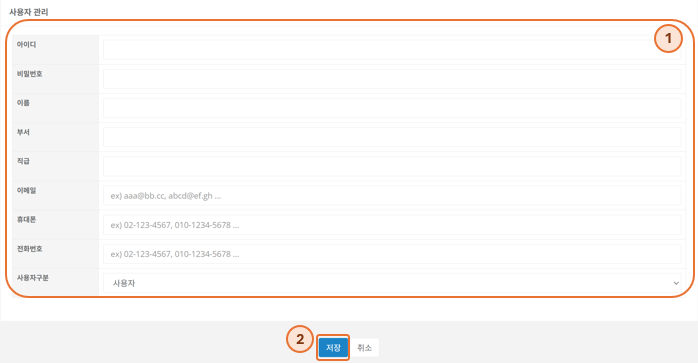 사용자 관리
1
아이디
비밀번호
이름
부서
직급
이메일 ex) aaa@bb.cc, abcd@ef.gh ...
휴대폰 ex) 02-123-4567, 010-1234-5678 ...
전화번호 ex) 02-123-4567, 010-1234-5678 ...
사용자구분 사용자
2 저장 취소